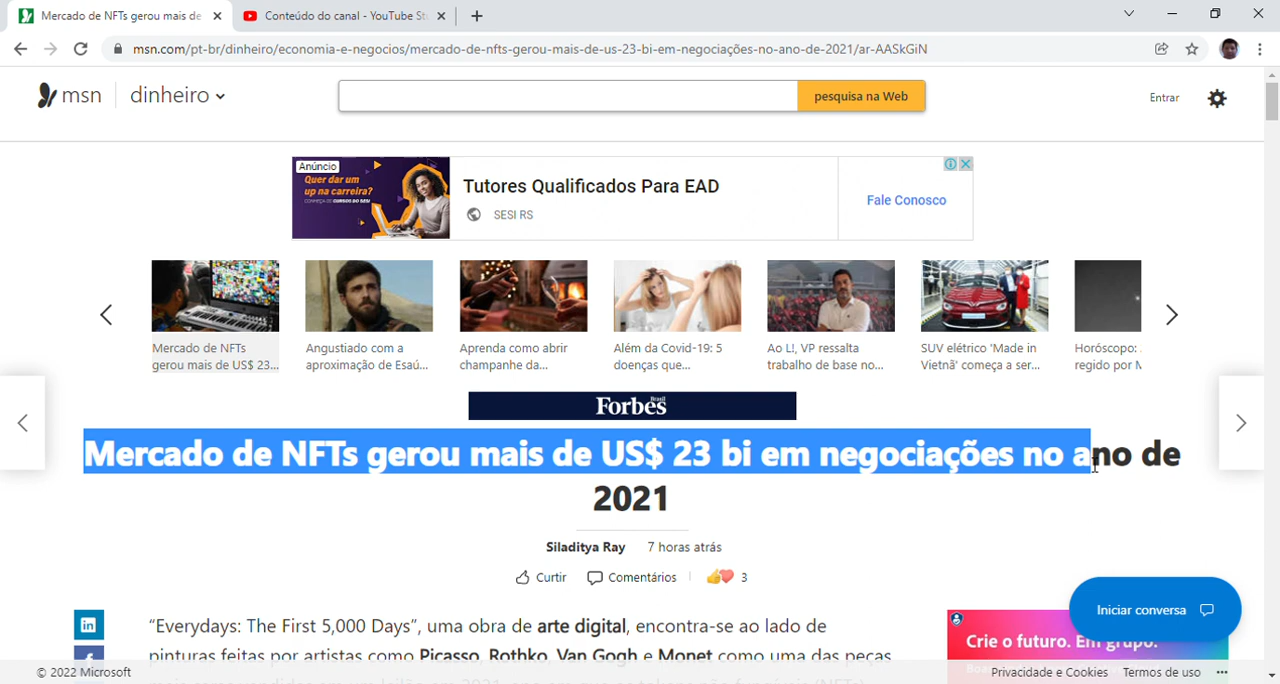 Mercado de NFTs gerou mais de
Conteúdo do canal - YouTube St
msn.com/pt-br/dinheiro/economia-e-negocios/mercado-de-nfts-gerou-mais-de-us-23-bi-em-negociações-no-ano-de-2021/ar-AASkGiN
msn dinheiro
pesquisa na Web
Entrar
Anúncio
Quer dar um
up na carreira?
CONHEÇA OS CURSOS DO SESI
Tutores Qualificados Para EAD
SESI RS
Fale Conosco
Mercado de NFTs
gerou mais de US$ 23...
Angustiado com a
aproximação de Esaú...
Aprenda como abrir
champanhe da...
Além da Covid-19: 5
doenças que...
Ao L!, VP ressalta
trabalho de base no...
SUV elétrico 'Made in
Vietnã' começa a ser...
Horóscopo:
regido por M
Forbes
Mercado de NFTs gerou mais de US$ 23 bi em negociações no ano de
2021
Siladitya Ray 7 horas atrás
Curtir Comentários 3
Iniciar conversa
"Everydays: The First 5,000 Days", uma obra de arte digital, encontra-se ao lado de
pinturas feitas por artistas como Picasso, Rothko, Van Gogh e Monet como uma das peças
Crie o futuro. Em grupo.
© 2022 Microsoft
Privacidade e Cookies Termos de uso